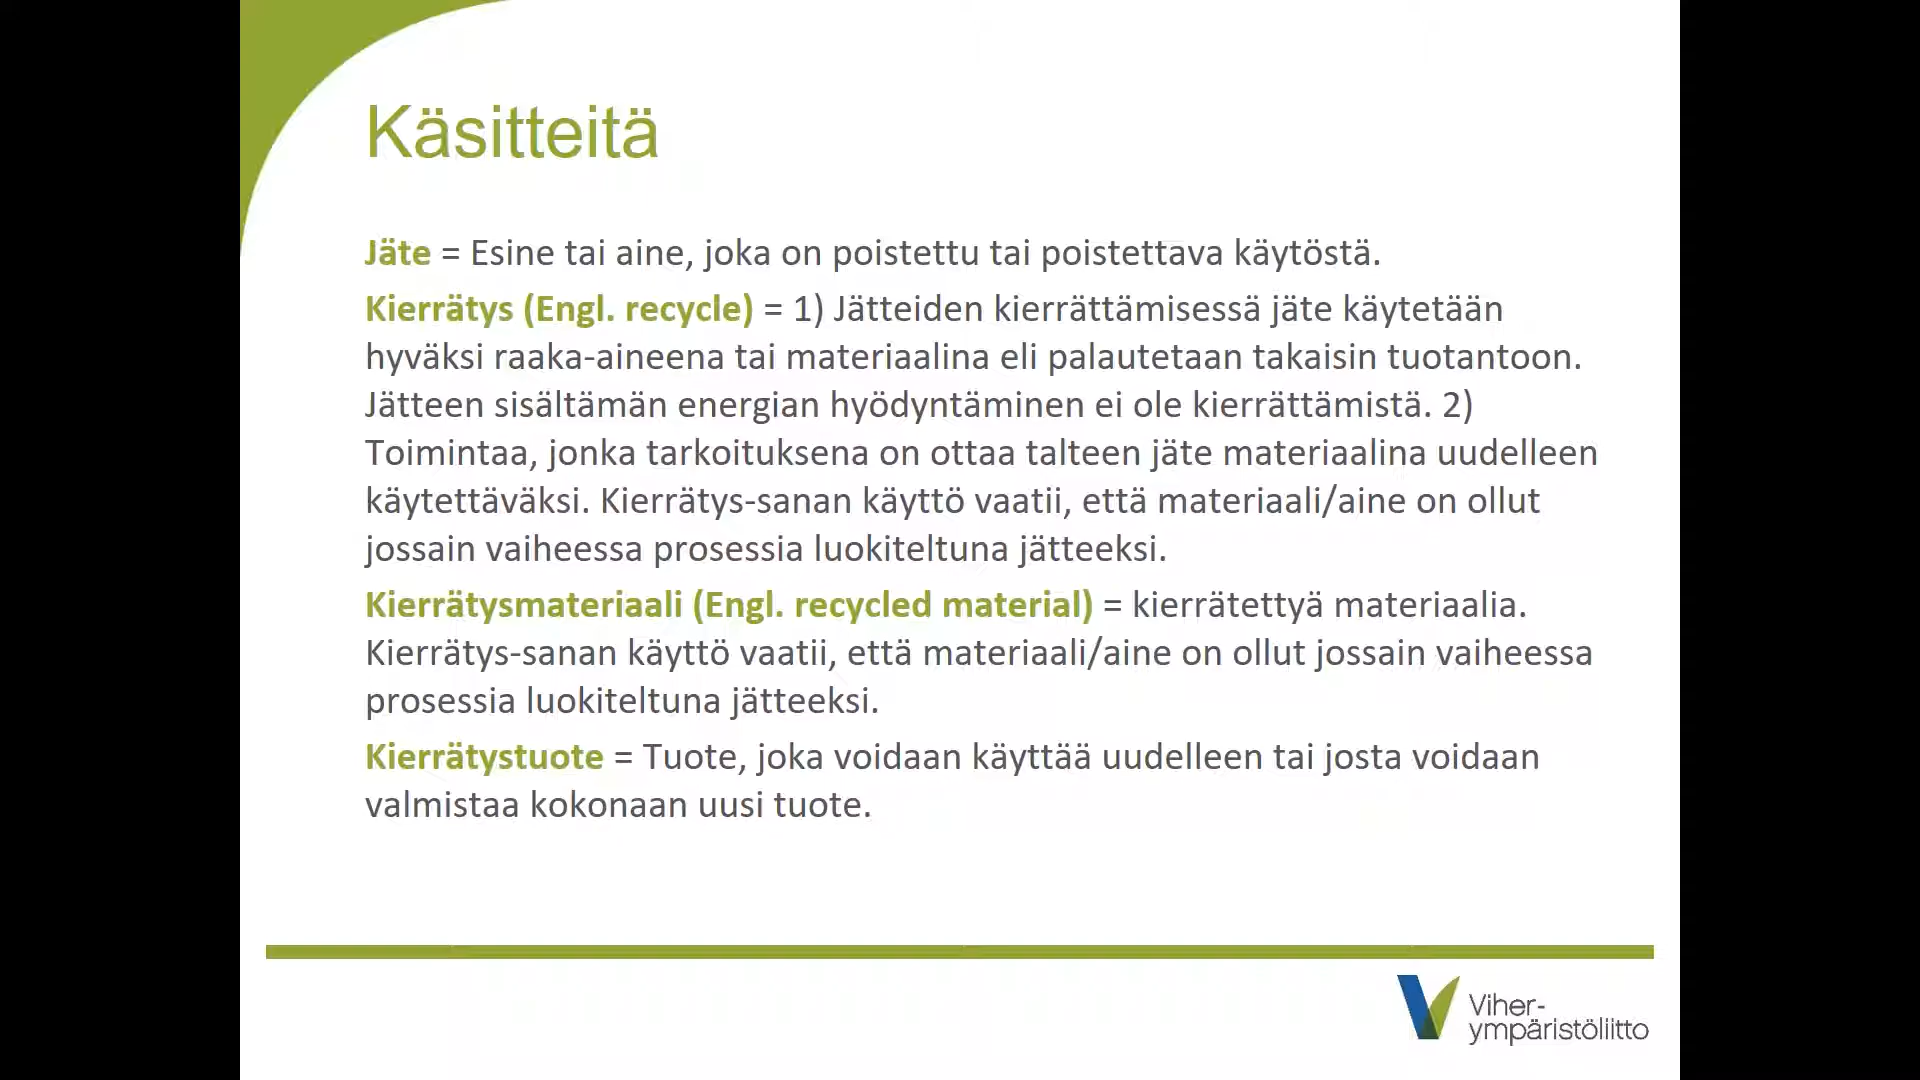 Käsitteitä
Jäte = Esine tai aine, joka on poistettu tai poistettava käytöstä.
Kierrätys (Engl. recycle) = 1) Jätteiden kierrättämisessä jäte käytetään
hyväksi raaka-aineena tai materiaalina eli palautetaan takaisin tuotantoon.
Jätteen sisältämän energian hyödyntäminen ei ole kierrättämistä. 2)
Toimintaa, jonka tarkoituksena on ottaa talteen jäte materiaalina uudelleen
käytettäväksi. Kierrätys-sanan käyttö vaatii, että materiaali/aine on ollut
jossain vaiheessa prosessia luokiteltuna jätteeksi.
Kierrätysmateriaali (Engl. recycled material) = kierrätettyä materiaalia.
Kierrätys-sanan käyttö vaatii, että materiaali/aine on ollut jossain vaiheessa
prosessia luokiteltuna jätteeksi.
Kierrätystuote = Tuote, joka voidaan käyttää uudelleen tai josta voidaan
valmistaa kokonaan uusi tuote.
Viher-
ympäristöliitto